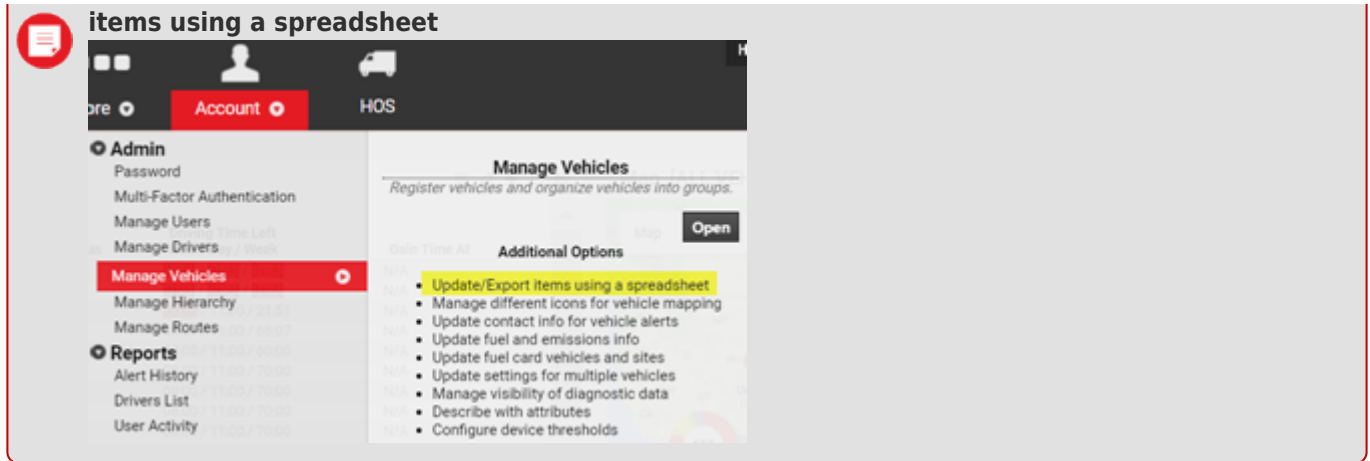 items using a spreadsheet
H
ore
Account
HOS
Admin
Password
Multi-Factor Authentication
Manage Users
Manage Drivers
Manage Vehicles
Manage Hierarchy
Manage Routes
Reports
Alert History
Drivers List
User Activity
Manage Vehicles
Register vehicles and organize vehicles into groups.
Open
Additional Options
• Update/Export items using a spreadsheet
• Manage different icons for vehicle mapping
• Update contact info for vehicle alerts
• Update fuel and emissions info
• Update fuel card vehicles and sites
• Update settings for multiple vehicles
• Manage visibility of diagnostic data
• Describe with attributes
• Configure device thresholds